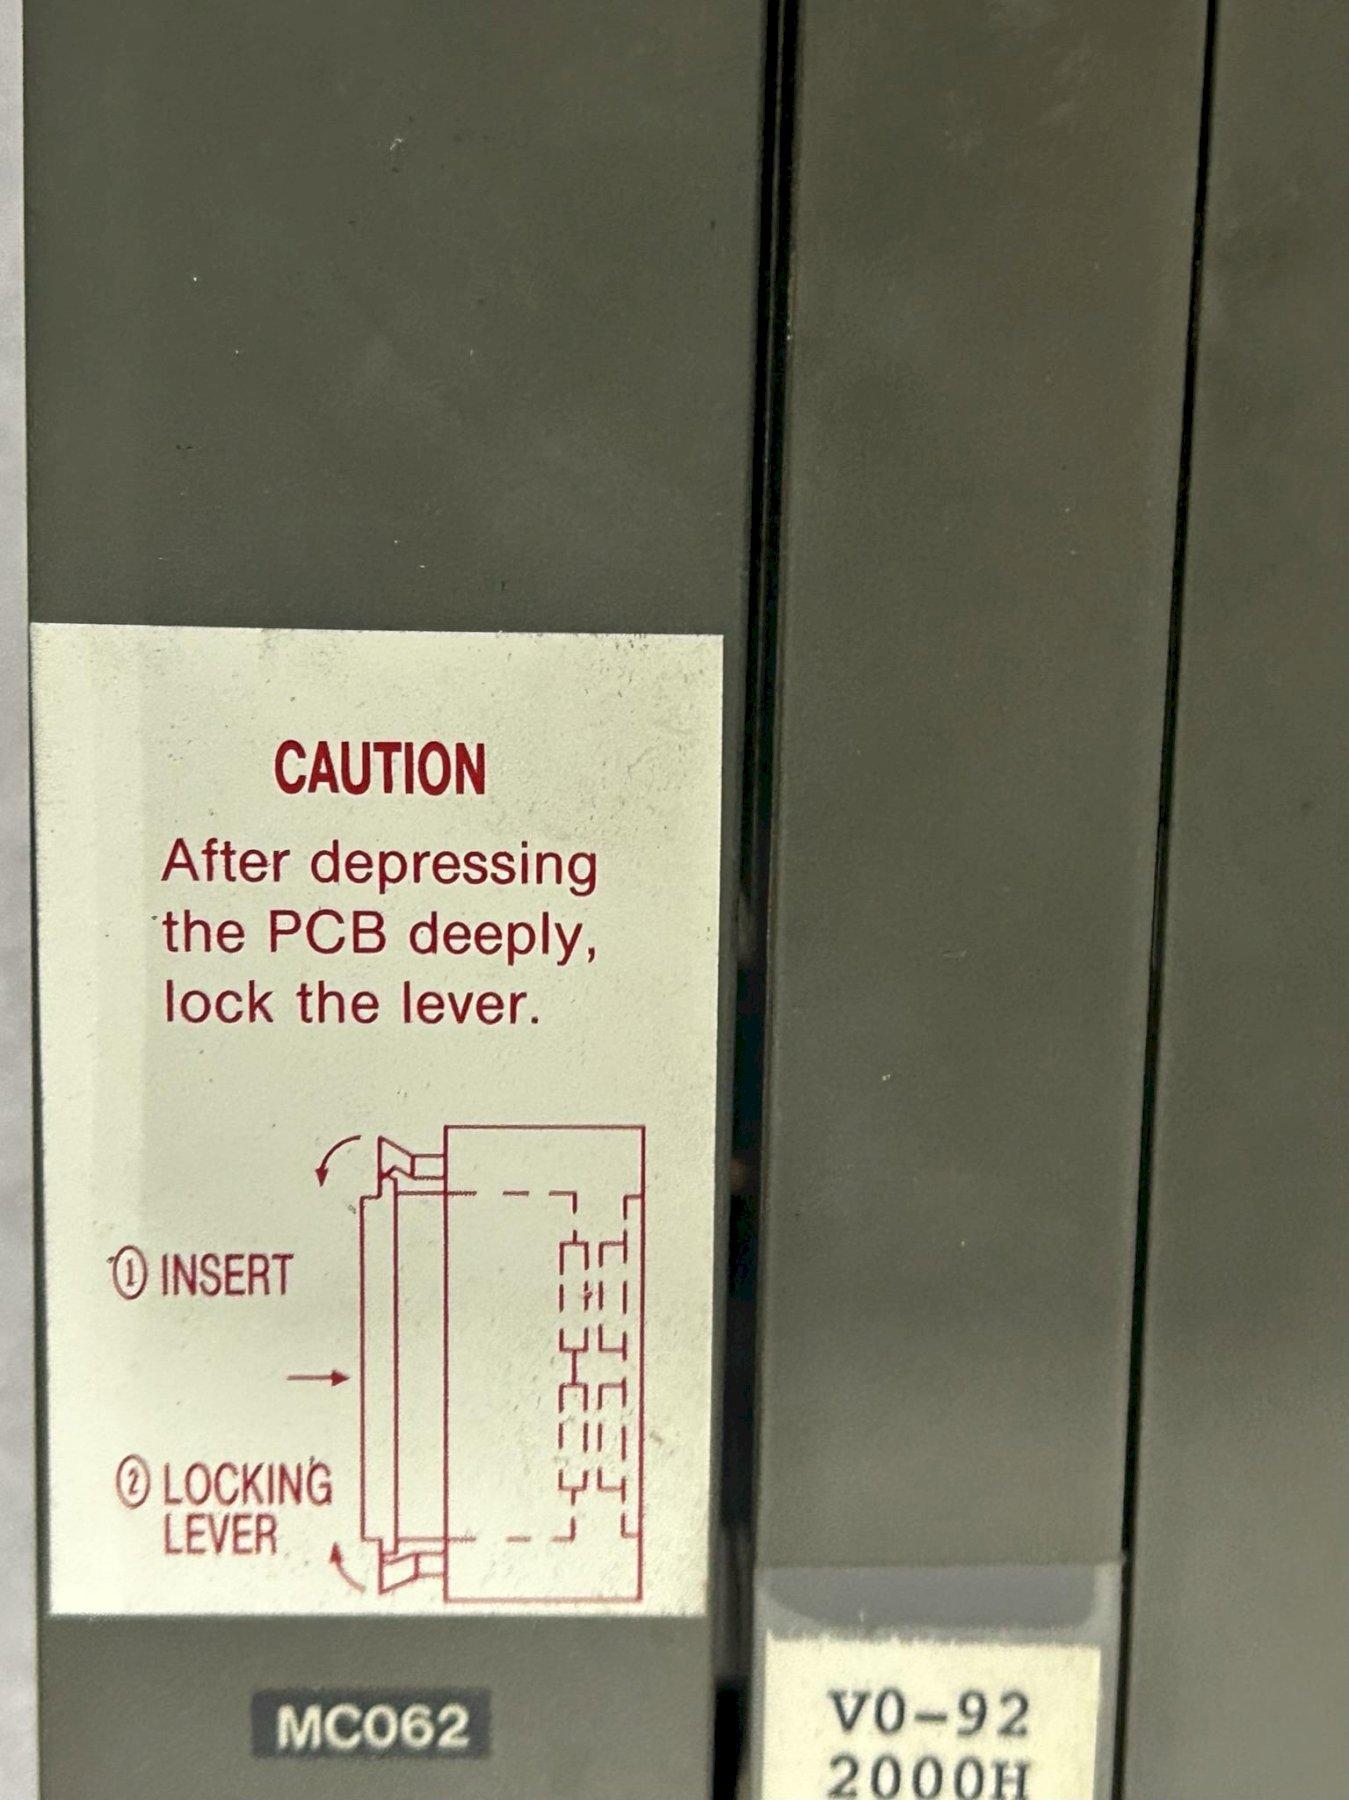 CAUTION
After depressing
the PCB deeply,
lock the lever.
① INSERT
② LOCKING
LEVER
MC062
V0-92
2000H